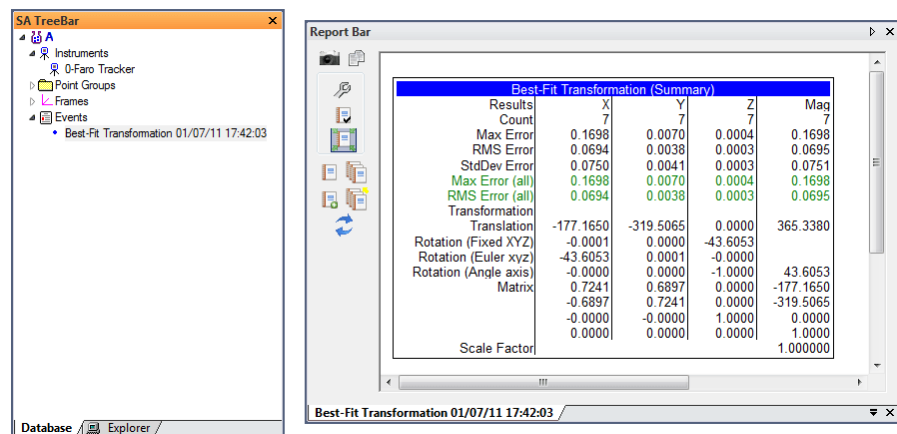 SA TreeBar
A
Instruments
0-Faro Tracker
Point Groups
Frames
Events
Best-Fit Transformation 01/07/11 17:42:03
Database Explorer
Report Bar
Best-Fit Transformation (Summary)
Results X Y Z Mag
Count 7 7 7 7
Max Error 0.1698 0.0070 0.0004 0.1698
RMS Error 0.0694 0.0038 0.0003 0.0695
StdDev Error 0.0750 0.0041 0.0003 0.0751
Max Error (all) 0.1698 0.0070 0.0004 0.1698
RMS Error (all) 0.0694 0.0038 0.0003 0.0695
Transformation
Translation -177.1650 -319.5065 0.0000 365.3380
Rotation (Fixed XYZ) -0.0001 0.0000 -43.6053
Rotation (Euler xyz) -43.6053 0.0001 -0.0000
Rotation (Angle axis) -0.0000 0.0000 -1.0000 43.6053
Matrix 0.7241 0.6897 0.0000 -177.1650
-0.6897 0.7241 0.0000 -319.5065
-0.0000 -0.0000 1.0000 0.0000
0.0000 0.0000 0.0000 1.0000
Scale Factor 1.000000
Best-Fit Transformation 01/07/11 17:42:03